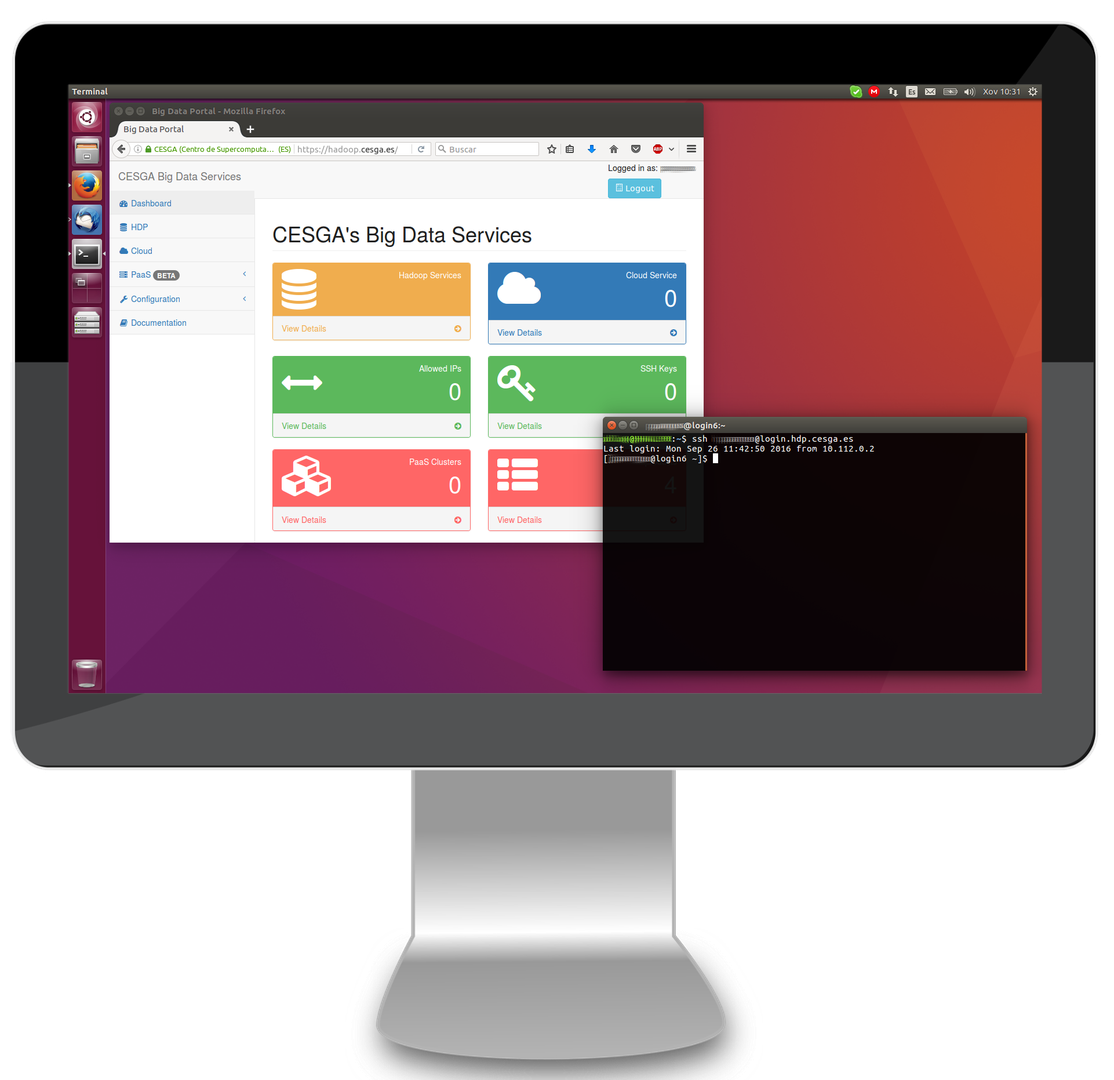 Terminal
Es
Xov 10:31
Big Data Portal - Mozilla Firefox
Big Data Portal
CESGA (Centro de Supercomputa... (ES)
https://hadoop.cesga.es/
Buscar
ABP
CESGA Big Data Services
Logged in as:
Logout
Dashboard
HDP
Cloud
PaaS BETA
Configuration
Documentation
CESGA's Big Data Services
Hadoop Services
View Details
Cloud Service
0
View Details
Allowed IPs
0
View Details
SSH Keys
0
View Details
PaaS Clusters
0
View Details
4
View Details
@login6:~
:~$ ssh @login.hdp.cesga.es
Last login: Mon Sep 26 11:42:50 2016 from 10.112.0.2
[ @login6 ~]$